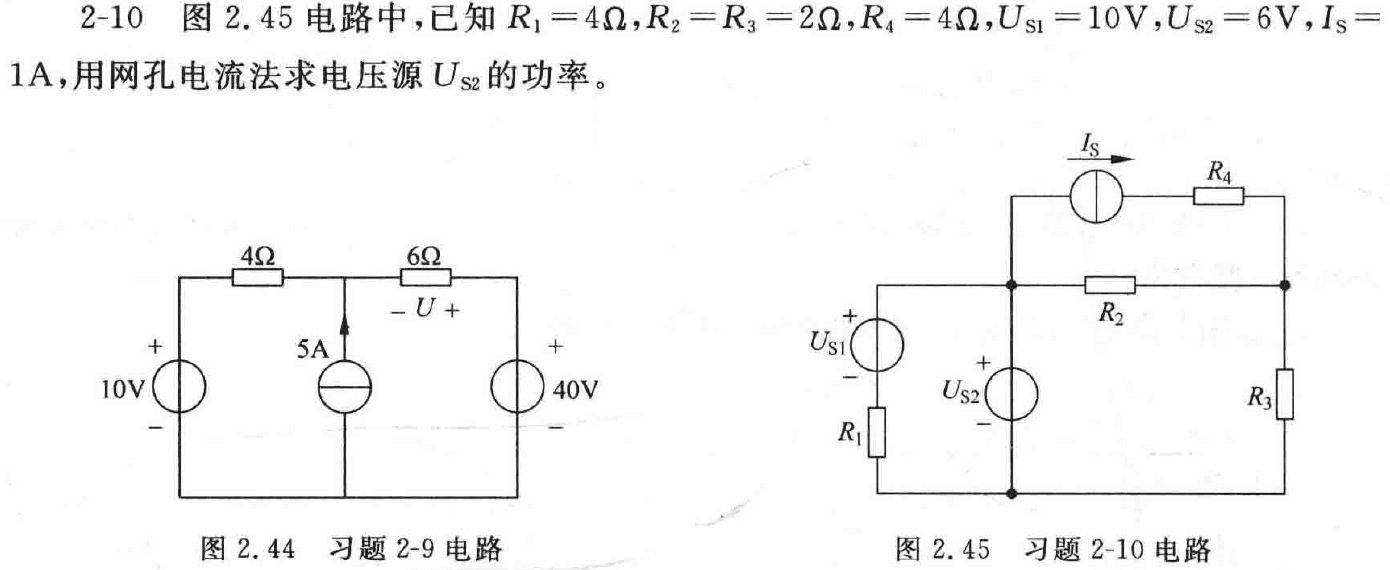 2-10 图 2.45 电路中,已知 R₁=4Ω,R₂=R₃=2Ω,R₄=4Ω,U_S1=10V,U_S2=6V,I_S=
1A,用网孔电流法求电压源 U_S2 的功率。
I_S
R₄
4Ω 6Ω
- U +
R₂
+
U_S1
-
5A
+
10V
-
+
40V
-
+
U_S2
-
R₃
R₁
图 2.44 习题 2-9 电路
图 2.45 习题 2-10 电路